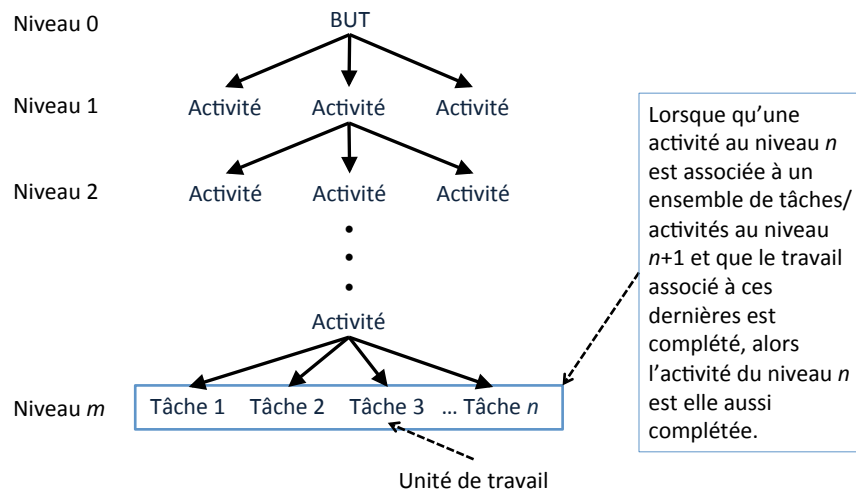 Niveau 0
BUT
Niveau 1
Activité Activité Activité
Niveau 2
Activité Activité Activité
Activité
Niveau m
Tâche 1 Tâche 2 Tâche 3 ... Tâche n
Unité de travail
Lorsque qu’une
activité au niveau n
est associée à un
ensemble de tâches/
activités au niveau
n+1 et que le travail
associé à ces
dernières est
complété, alors
l’activité du niveau n
est elle aussi
complétée.